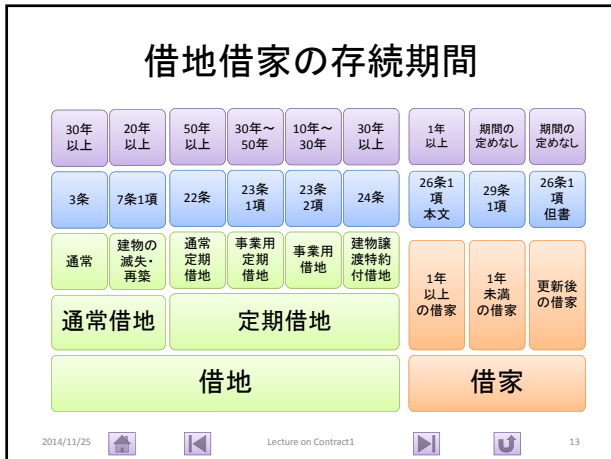 借地借家の存続期間
30年
以上
20年
以上
50年
以上
30年～
50年
10年～
30年
30年
以上
1年
以上
期間の
定めなし
期間の
定めなし
3条
7条1項
22条
23条
1項
23条
2項
24条
26条1
項
本文
29条
1項
26条1
項
但書
通常
建物の
滅失・
再築
通常
定期
借地
事業用
定期
借地
事業用
借地
建物譲
渡特約
付借地
1年
以上
の借家
1年
未満
の借家
更新後
の借家
通常借地
定期借地
借地
借家
2014/11/25
Lecture on Contract1
13